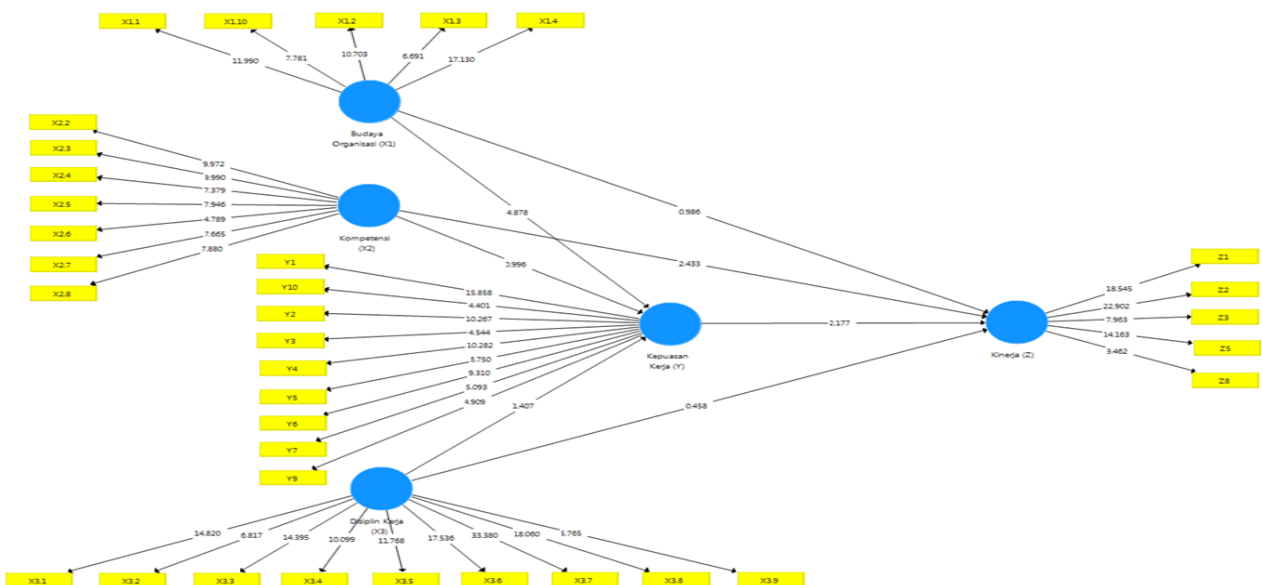 X1.1 X1.10 X1.2 X1.3 X1.4
11.990 7.781 10.703 6.691 17.130
Budaya
Organisasi (X1)
X2.2
X2.3
X2.4
X2.5
X2.6
X2.7
X2.8
9.972
7.379
7.946
4.789
7.665
7.880
Kompetensi
(X2)
4.878
0.986
2.433
Y1
Y10
Y2
Y3
Y4
Y5
Y6
Y7
Y9
15.858
4.401
10.267
4.544
10.282
5.750
9.310
5.093
4.909
Kepuasan
Kerja (Y)
2.177
1.407
0.458
Kinerja (Z)
18.545
22.902
7.963
14.163
Z1
Z2
Z3
Z5
Z8
Disiplin Kerja
(X3)
14.820 6.817 14.395 10.099 11.768 17.536 33.380 18.060 5.765
X3.1 X3.2 X3.3 X3.4 X3.5 X3.6 X3.7 X3.8 X3.9